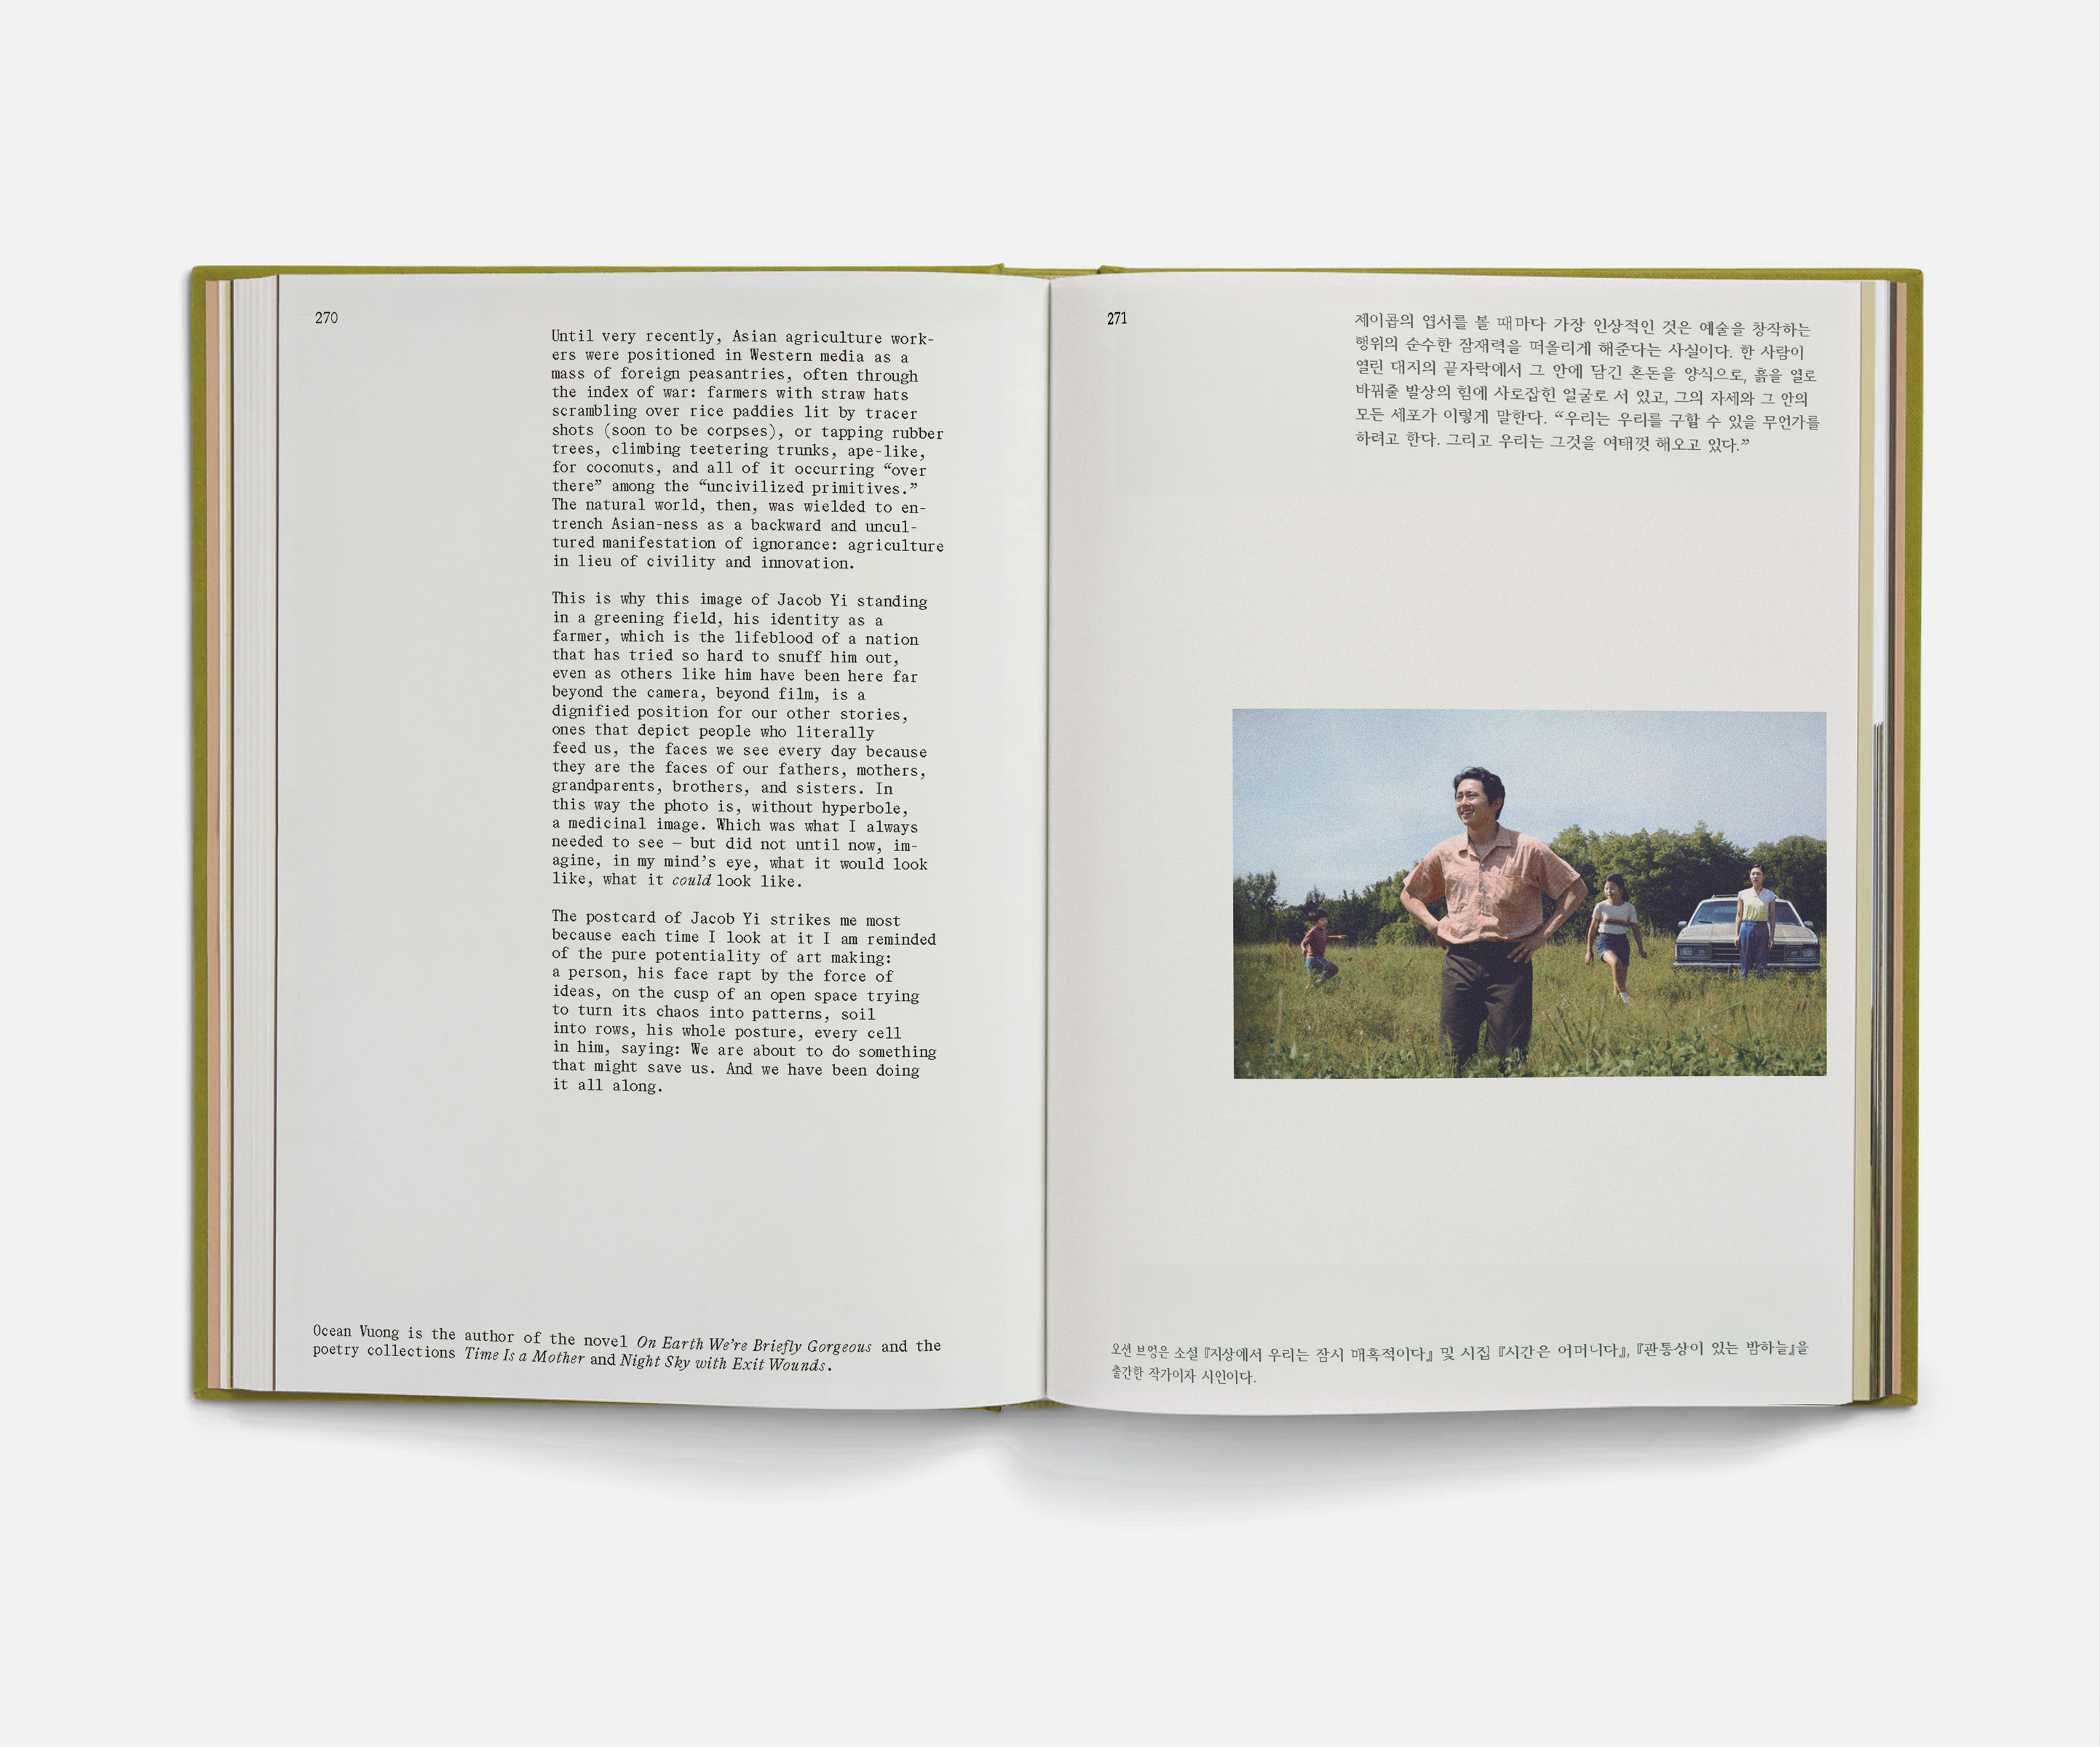 270
Until very recently, Asian agriculture work-
ers were positioned in Western media as a
mass of foreign peasantries, often through
the index of war: farmers with straw hats
scrambling over rice paddies lit by tracer
shots (soon to be corpses), or tapping rubber
trees, climbing teetering trunks, ape-like,
for coconuts, and all of it occurring “over
there” among the “uncivilized primitives.”
The natural world, then, was wielded to en-
trench Asian-ness as a backward and uncul-
tured manifestation of ignorance: agriculture
in lieu of civility and innovation.
This is why this image of Jacob Yi standing
in a greening field, his identity as a
farmer, which is the lifeblood of a nation
that has tried so hard to snuff him out,
even as others like him have been here far
beyond the camera, beyond film, is a
dignified position for our other stories,
ones that depict people who literally
feed us, the faces we see every day because
they are the faces of our fathers, mothers,
grandparents, brothers, and sisters. In
this way the photo is, without hyperbole,
a medicinal image. Which was what I always
needed to see – but did not until now, im-
agine, in my mind’s eye, what it would look
like, what it could look like.
The postcard of Jacob Yi strikes me most
because each time I look at it I am reminded
of the pure potentiality of art making:
a person, his face rapt by the force of
ideas, on the cusp of an open space trying
to turn its chaos into patterns, soil
into rows, his whole posture, every cell
in him, saying: We are about to do something
that might save us. And we have been doing
it all along.
Ocean Vuong is the author of the novel On Earth We’re Briefly Gorgeous and the
poetry collections Time Is a Mother and Night Sky with Exit Wounds.
271
제이콥의 엽서를 볼 때마다 가장 인상적인 것은 예술을 창작하는
행위의 순수한 잠재력을 떠올리게 해준다는 사실이다. 한 사람이
열린 대지의 끝자락에서 그 안에 담긴 혼돈을 양식으로, 흙을 열로
바꿔줄 발상의 힘에 사로잡힌 얼굴로 서 있고, 그의 자세와 그 안의
모든 세포가 이렇게 말한다. “우리는 우리를 구할 수 있을 무언가를
하려고 한다. 그리고 우리는 그것을 여태껏 해오고 있다.”
오션 브엉은 소설 『지상에서 우리는 잠시 매혹적이다』 및 시집 『시간은 어머니다』, 『관통상이 있는 밤하늘』을
출간한 작가이자 시인이다.